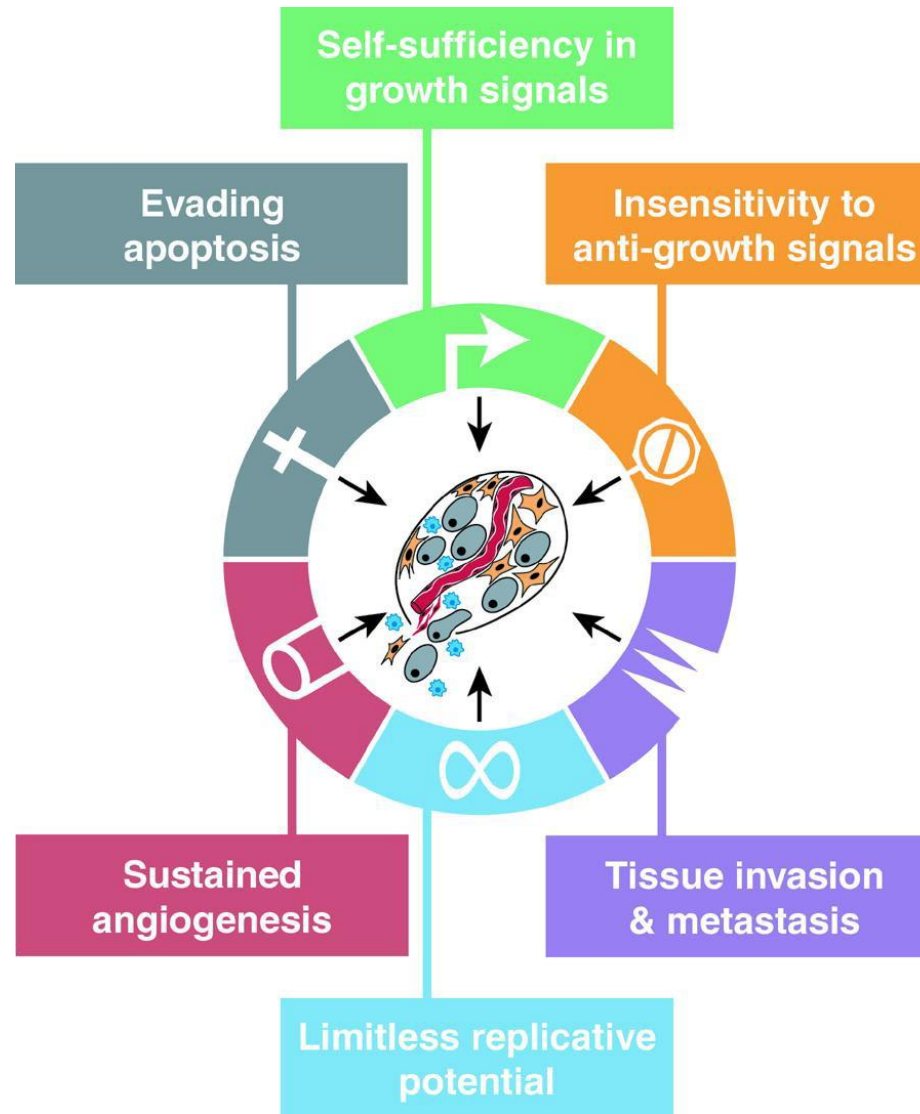 Self-sufficiency in
growth signals
Evading
apoptosis
Insensitivity to
anti-growth signals
Sustained
angiogenesis
Tissue invasion
& metastasis
Limitless replicative
potential